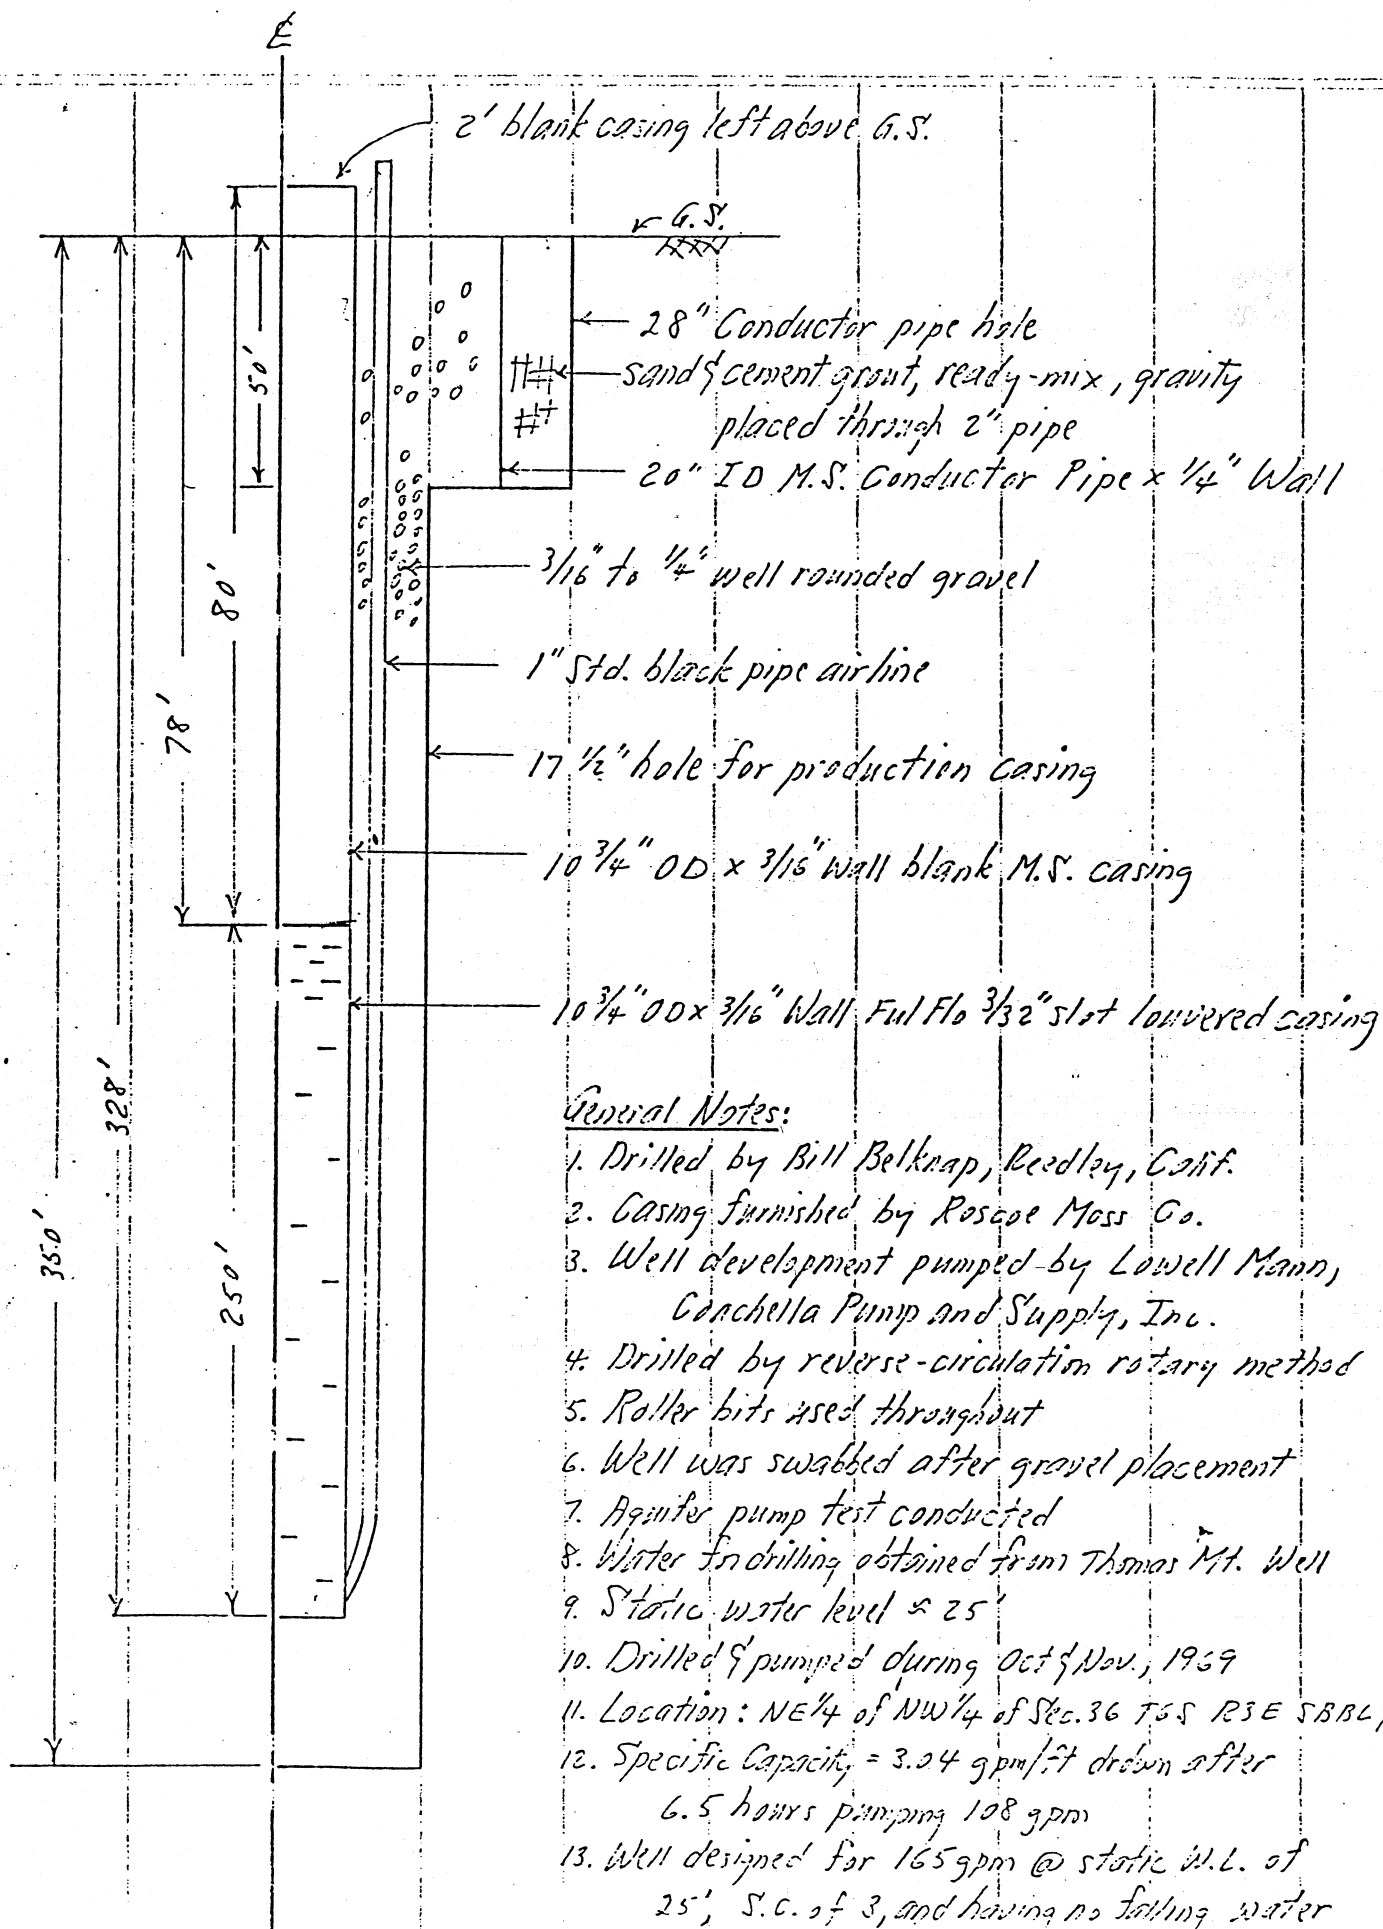 ℄
2' blank casing left above G.S.
G.S.
28" Conductor pipe hole
sand & cement grout, ready-mix, gravity
placed through 2" pipe
20" ID M.S. Conductor Pipe x 1/4" Wall
3/16" to 1/4" well rounded gravel
1" Std. black pipe airline
17 1/2" hole for production casing
10 3/4" OD x 3/16" Wall blank M.S. casing
10 3/4" OD x 3/16" Wall Ful Flo 3/32" slot louvered casing
50'
80'
78'
328'
350'
250'
General Notes:
1. Drilled by Bill Belknap, Reedley, Calif.
2. Casing furnished by Roscoe Moss Co.
3. Well development pumped by Lowell Mann,
Coachella Pump and Supply, Inc.
4. Drilled by reverse-circulation rotary method
5. Roller bits used throughout
6. Well was swabbed after gravel placement
7. Aquifer pump test conducted
8. Water for drilling obtained from Thomas Mt. Well
9. Static water level ≈ 25'
10. Drilled & pumped during Oct & Nov., 1969
11. Location: NE 1/4 of NW 1/4 of Sec. 36 T6S R3E SBBL,
12. Specific Capacity = 3.04 gpm/ft drdwn after
6.5 hours pumping 108 gpm
13. Well designed for 165 gpm @ static W.L. of
25', S.C. of 3, and having no falling water